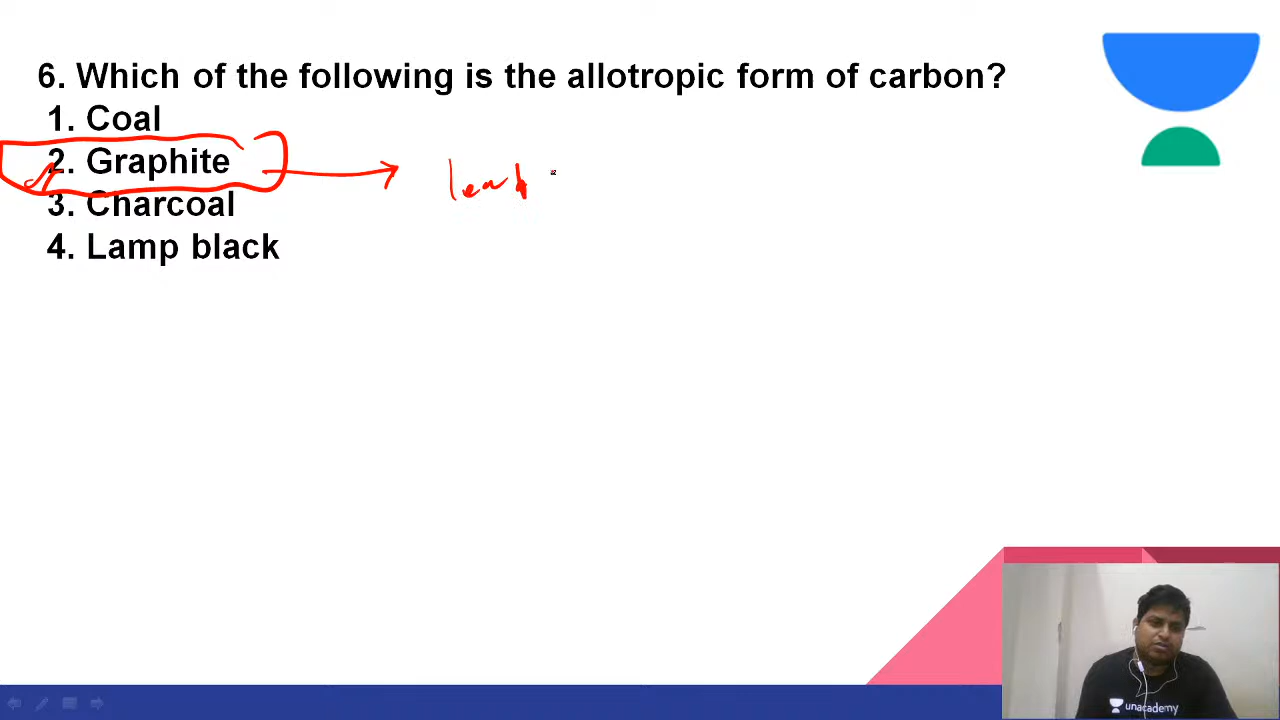 6. Which of the following is the allotropic form of carbon?
1. Coal
2. Graphite
3. Charcoal
4. Lamp black
unacademy